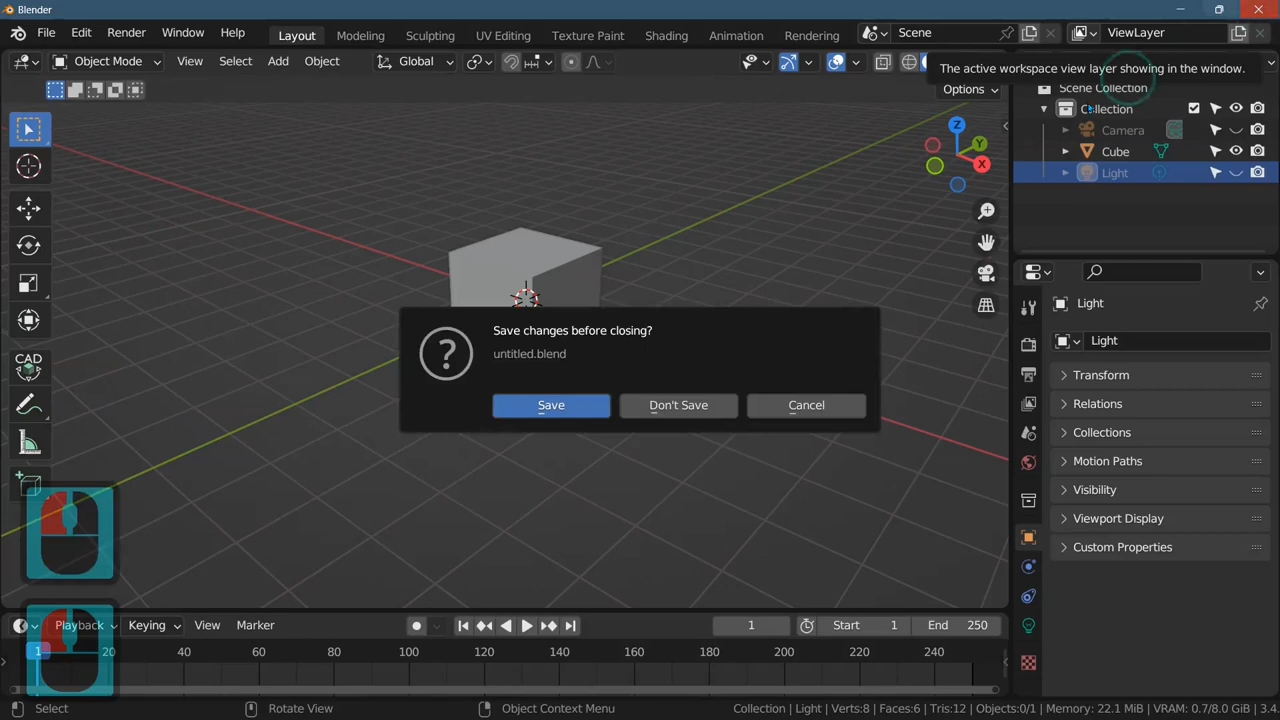 Blender
File Edit Render Window Help Layout Modeling Sculpting UV Editing Texture Paint Shading Animation Rendering Scene ViewLayer
Object Mode View Select Add Object Global
The active workspace view layer showing in the window.
Options
Scene Collection
Collection
Camera
Cube
Light
Z
Y
X
CAD
Save changes before closing?
untitled.blend
Save Don't Save Cancel
Light
Light
Transform
Relations
Collections
Motion Paths
Visibility
Viewport Display
Custom Properties
Playback Keying View Marker 1 Start 1 End 250
1 20 40 60 80 100 120 140 160 180 200 220 240
Select Rotate View Object Context Menu Collection | Light | Verts:8 | Faces:6 | Tris:12 | Objects:0/1 | Memory: 22.1 MiB | VRAM: 0.7/8.0 GiB | 3.4.